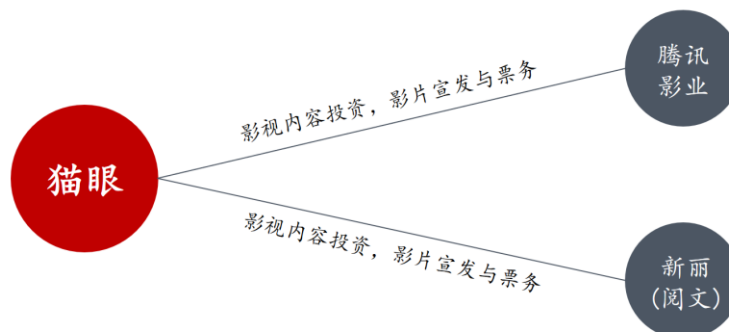 腾讯
影业
影视内容投资，影片宣发与票务
猫眼
影视内容投资，影片宣发与票务
新丽
(阅文)